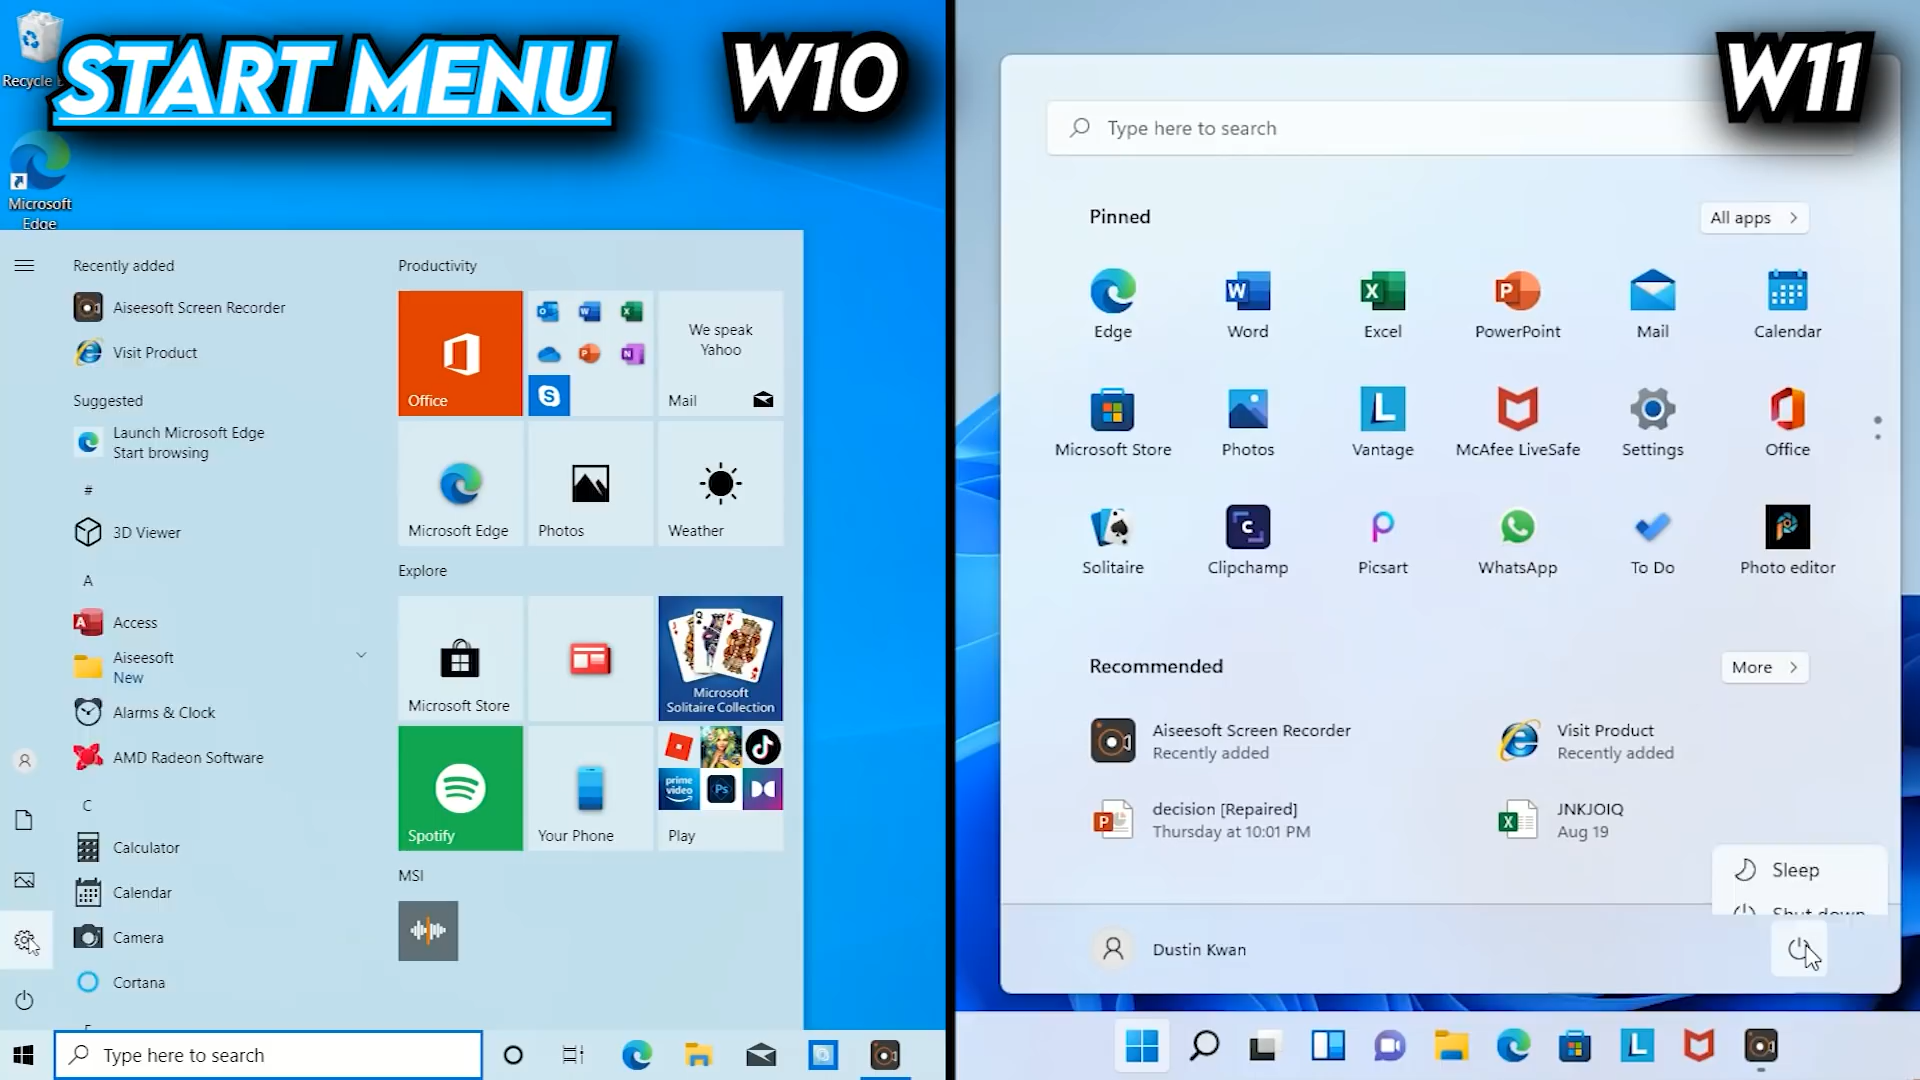 START MENU
W10
Recycle
Microsoft
Edge
Recently added
Aiseesoft Screen Recorder
Visit Product
Suggested
Launch Microsoft Edge
Start browsing
#
3D Viewer
A
Access
Aiseesoft
New
Alarms & Clock
AMD Radeon Software
C
Calculator
Calendar
Camera
Cortana
Productivity
Office
We speak
Yahoo
Mail
Microsoft Edge
Photos
Weather
Explore
Microsoft Store
Microsoft
Solitaire Collection
Spotify
Your Phone
prime
video
Ps
Play
MSI
Type here to search
W11
Type here to search
Pinned
All apps
Edge
Word
Excel
PowerPoint
Mail
Calendar
Microsoft Store
Photos
Vantage
McAfee LiveSafe
Settings
Office
Solitaire
Clipchamp
Picsart
WhatsApp
To Do
Photo editor
Recommended
More
Aiseesoft Screen Recorder
Recently added
Visit Product
Recently added
decision [Repaired]
Thursday at 10:01 PM
JNKJOIQ
Aug 19
Sleep
Shut down
Dustin Kwan